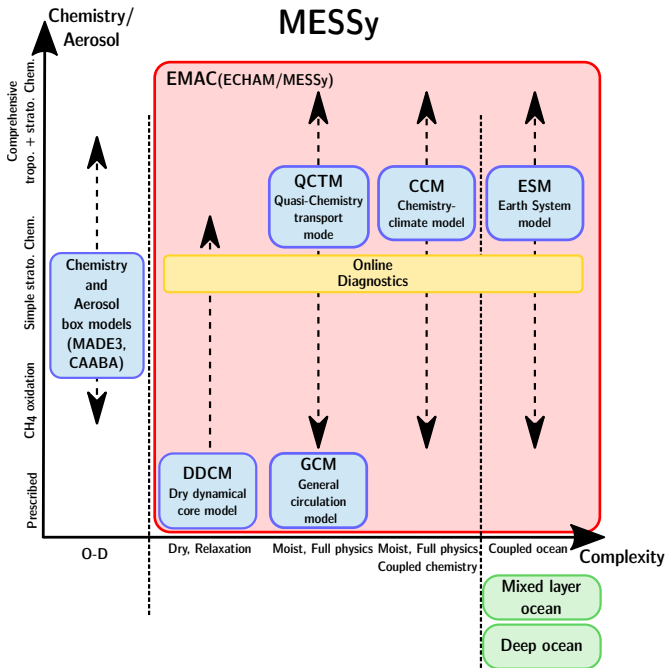 MESSy
Chemistry/
Aerosol
Comprehensive
tropo. + strato. Chem.
Simple strato. Chem.
CH4 oxidation
Prescribed
EMAC(ECHAM/MESSy)
QCTM
Quasi-Chemistry
transport
mode
CCM
Chemistry-
climate model
ESM
Earth System
model
Online
Diagnostics
Chemistry
and
Aerosol
box models
(MADE3,
CAABA)
DDCM
Dry dynamical
core model
GCM
General
circulation
model
O-D
Dry, Relaxation
Moist, Full physics
Moist, Full physics,
Coupled chemistry
Coupled ocean
Complexity
Mixed layer
ocean
Deep ocean